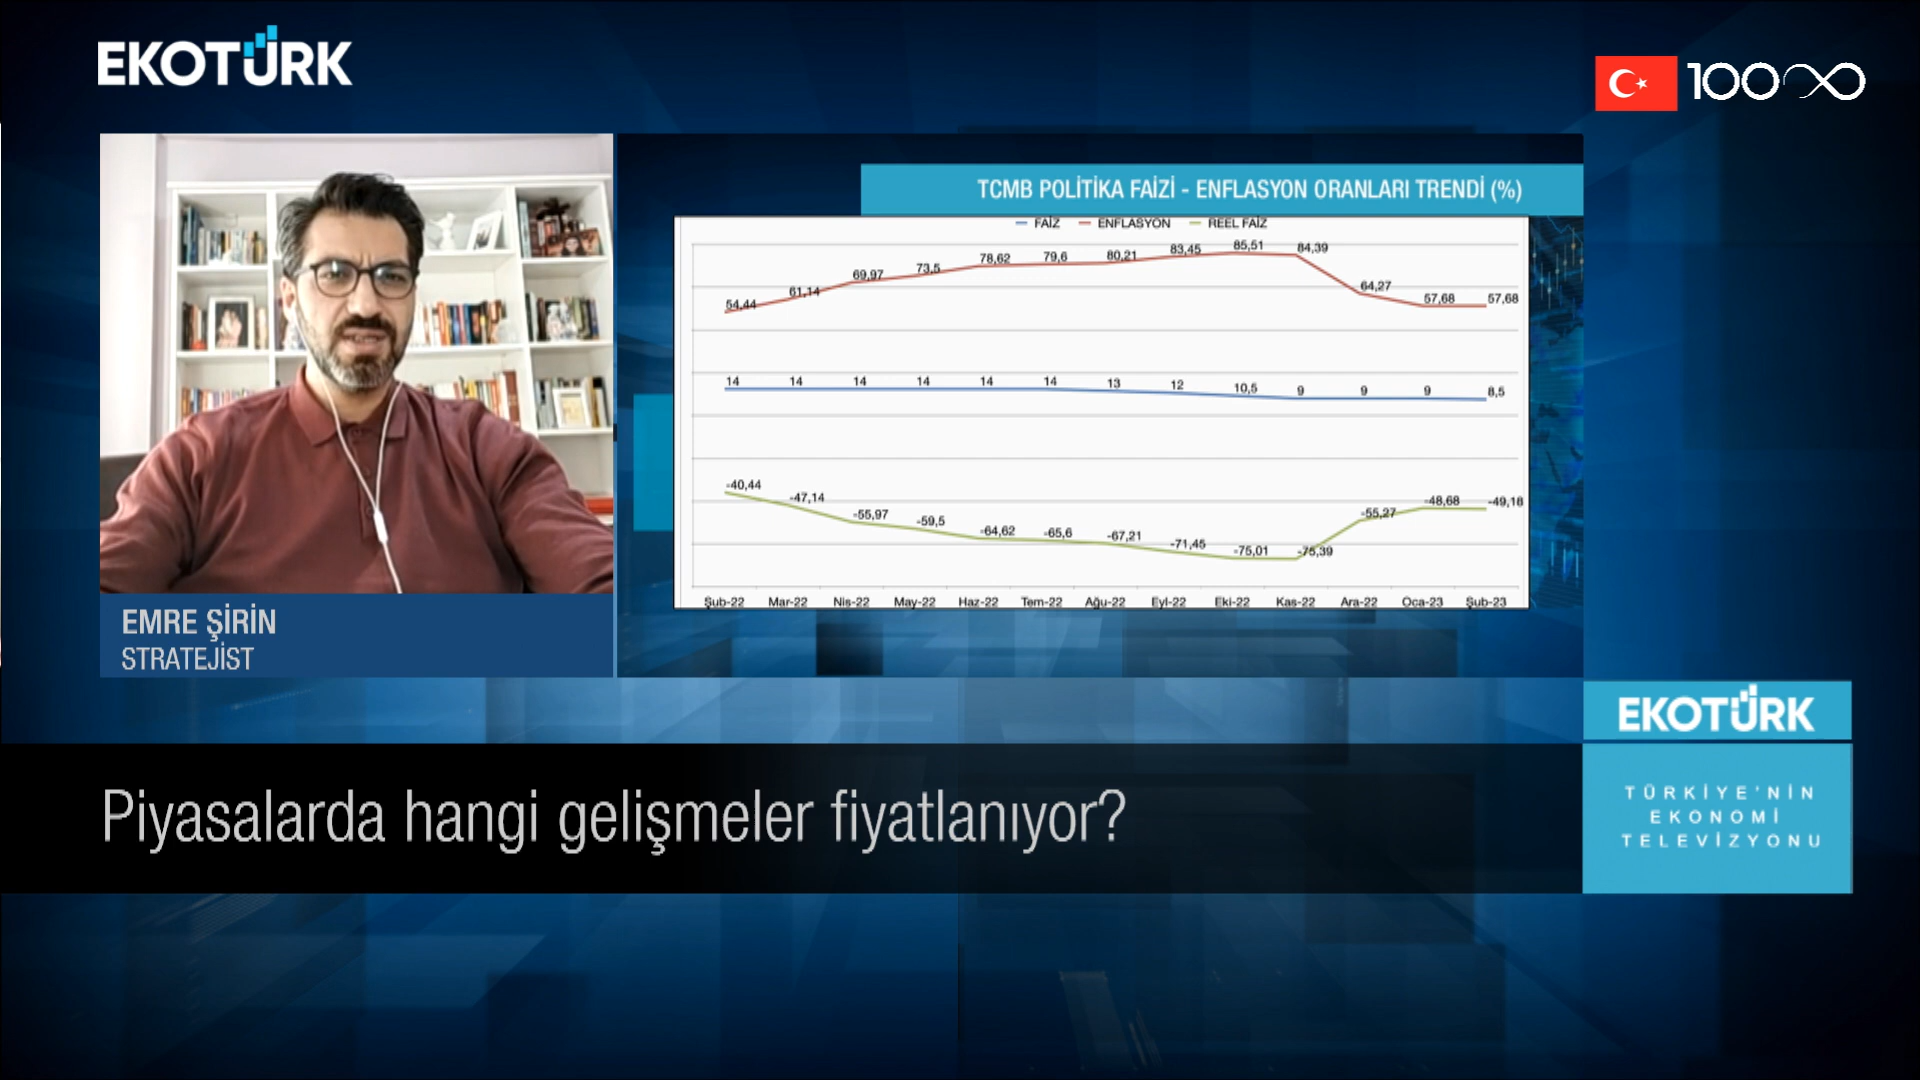 EKOTÜRK
100
TCMB POLİTİKA FAİZİ - ENFLASYON ORANLARI TRENDİ (%)
FAİZ ENFLASYON REEL FAİZ
54,44 61,14 69,97 73,5 78,62 79,6 80,21 83,45 85,51 84,39 64,27 57,68 57,68
14 14 14 14 14 14 13 12 10,5 9 9 9 8,5
-40,44 -47,14 -55,97 -59,5 -64,62 -65,6 -67,21 -71,45 -75,01 -75,39 -55,27 -48,68 -49,18
Şub-22 Mar-22 Nis-22 May-22 Haz-22 Tem-22 Ağu-22 Eyl-22 Eki-22 Kas-22 Ara-22 Oca-23 Şub-23
EMRE ŞİRİN
STRATEJİST
EKOTÜRK
Piyasalarda hangi gelişmeler fiyatlanıyor?
TÜRKİYE'NİN
EKONOMİ
TELEVİZYONU